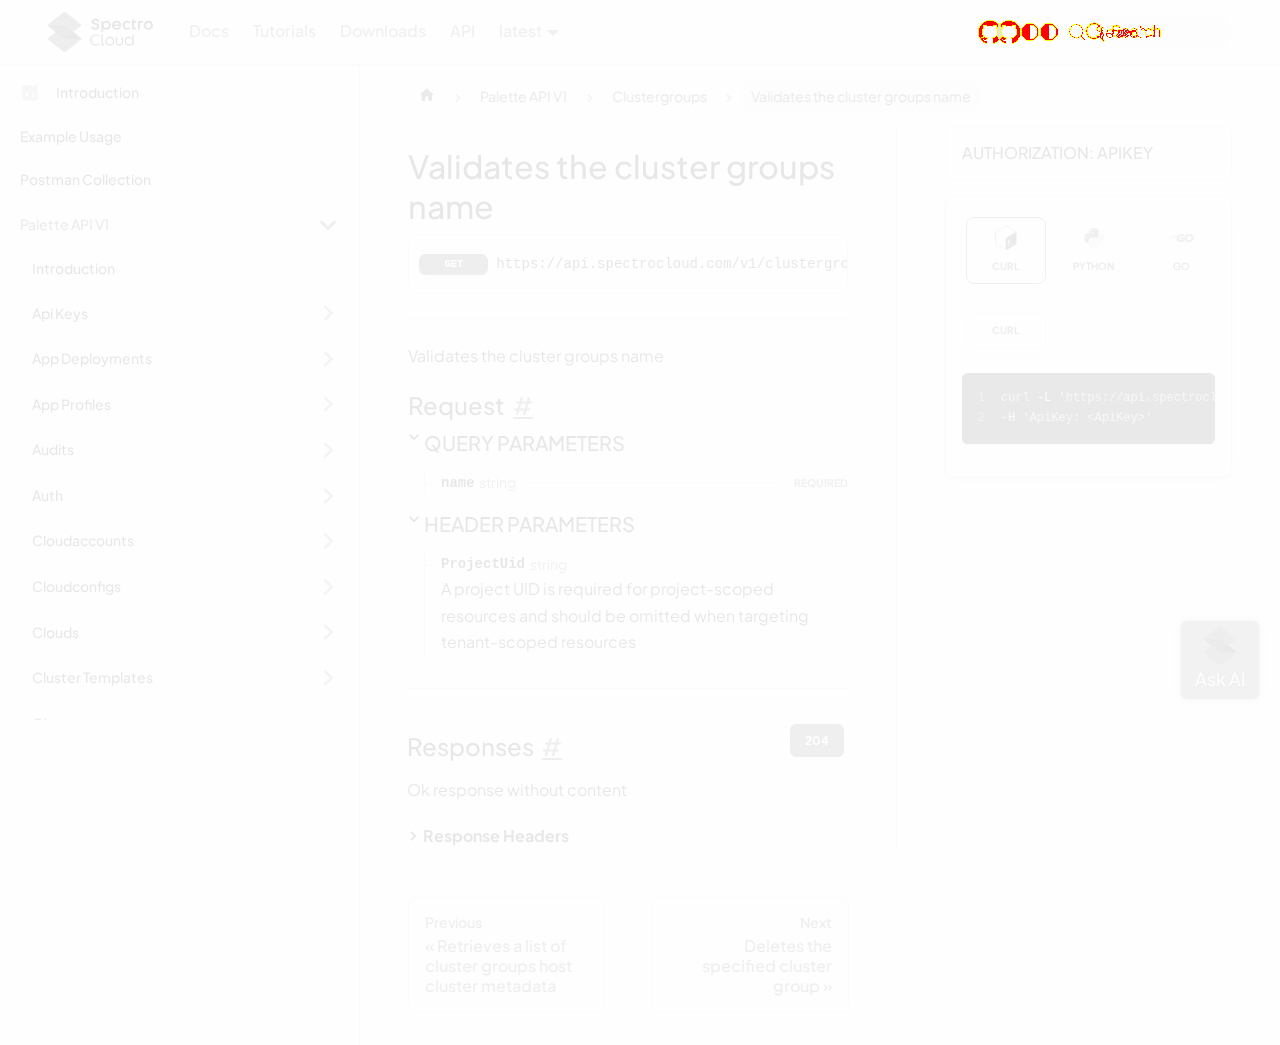 Spectro
Cloud
Docs
Tutorials
Downloads
API
latest
Search
Introduction
Example Usage
Postman Collection
Palette API V1
Introduction
Api Keys
App Deployments
App Profiles
Audits
Auth
Cloudaccounts
Cloudconfigs
Clouds
Cluster Templates
Palette API V1
Clustergroups
Validates the cluster groups name
Validates the cluster groups
name
GET https://api.spectrocloud.com/v1/clustergro
Validates the cluster groups name
Request #
QUERY PARAMETERS
name string REQUIRED
HEADER PARAMETERS
ProjectUid string
A project UID is required for project-scoped
resources and should be omitted when targeting
tenant-scoped resources
Responses #
204
Ok response without content
Response Headers
Previous
« Retrieves a list of
cluster groups host
cluster metadata
Next
Deletes the
specified cluster
group »
AUTHORIZATION: APIKEY
CURL
PYTHON
GO
GO
CURL
1 curl -L 'https://api.spectrocl
2 -H 'ApiKey: <ApiKey>'
Ask AI